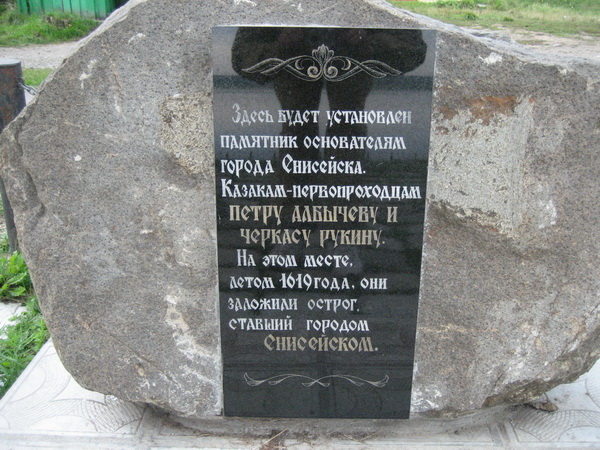 Здесь будет установлен
памятник основателям
города Енисейска.
Казакам-первопроходцам
ПЕТРУ АЛБЫЧЕВУ И
ЧЕРКАСУ РУКИНУ.
На этом месте,
летом 1619 года, они
заложили острог,
ставший городом
Енисейском.